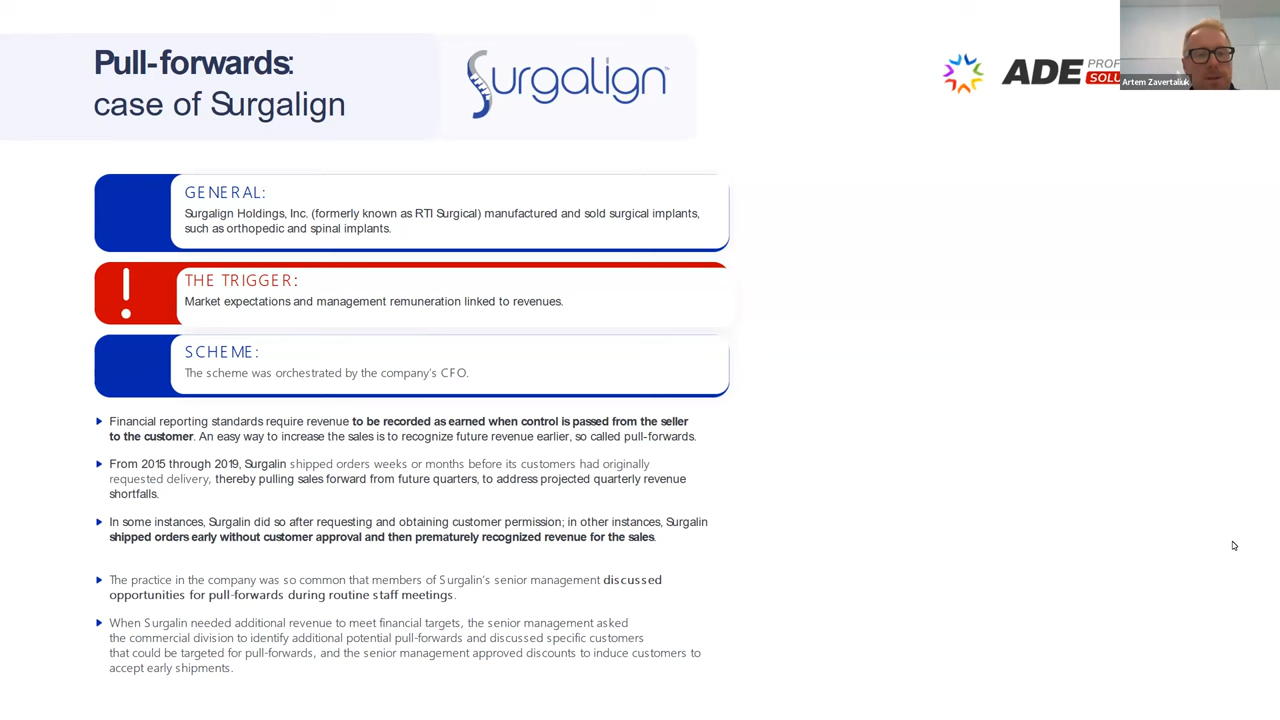 Pull-forwards:
case of Surgalign
Surgalign™
ADE PROF
SOLU
Artem Zavertaliuk
GENERAL:
Surgalign Holdings, Inc. (formerly known as RTI Surgical) manufactured and sold surgical implants,
such as orthopedic and spinal implants.
!
THE TRIGGER:
Market expectations and management remuneration linked to revenues.
SCHEME:
The scheme was orchestrated by the company's CFO.
Financial reporting standards require revenue to be recorded as earned when control is passed from the seller
to the customer. An easy way to increase the sales is to recognize future revenue earlier, so called pull-forwards.
From 2015 through 2019, Surgalin shipped orders weeks or months before its customers had originally
requested delivery, thereby pulling sales forward from future quarters, to address projected quarterly revenue
shortfalls.
In some instances, Surgalin did so after requesting and obtaining customer permission; in other instances, Surgalin
shipped orders early without customer approval and then prematurely recognized revenue for the sales.
The practice in the company was so common that members of Surgalin's senior management discussed
opportunities for pull-forwards during routine staff meetings.
When Surgalin needed additional revenue to meet financial targets, the senior management asked
the commercial division to identify additional potential pull-forwards and discussed specific customers
that could be targeted for pull-forwards, and the senior management approved discounts to induce customers to
accept early shipments.